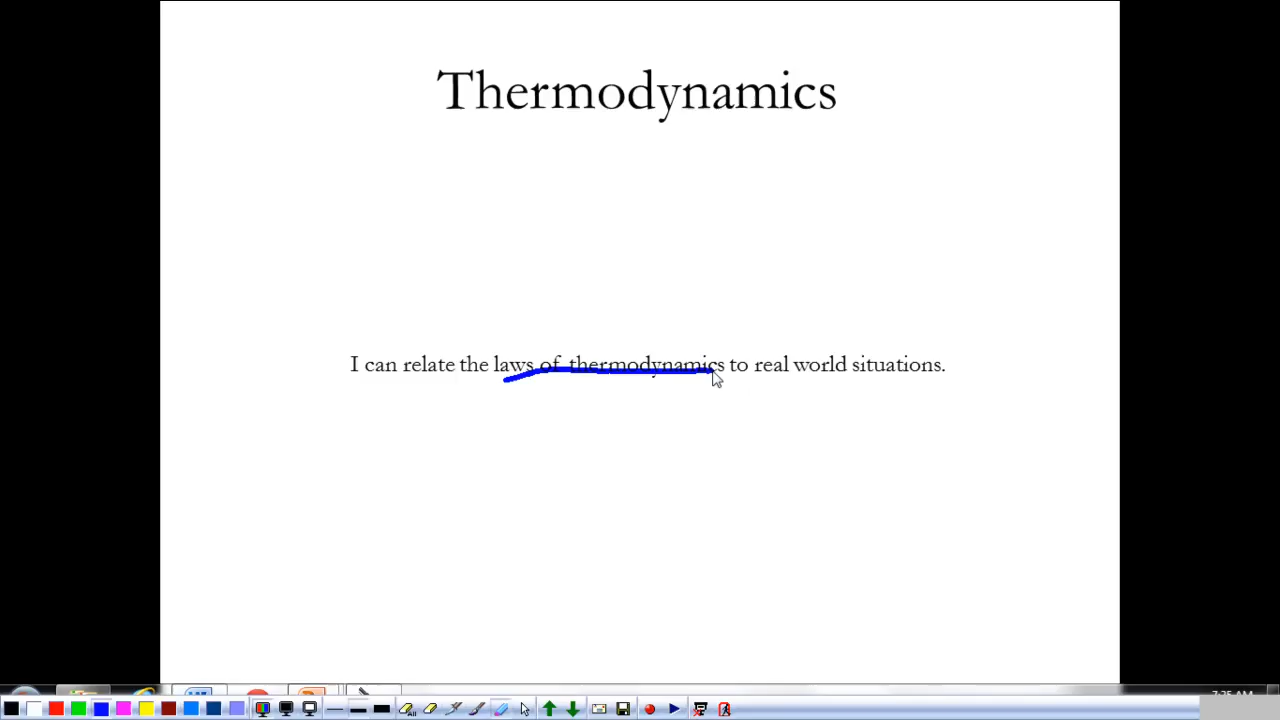 Thermodynamics
I can relate the laws of thermodynamics to real world situations.